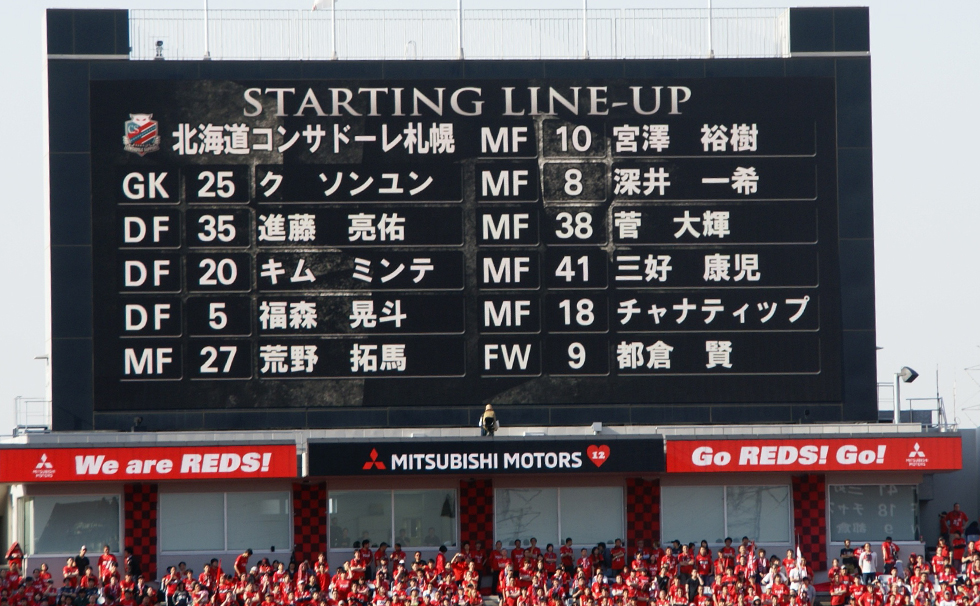 STARTING LINE-UP
北海道コンサドーレ札幌
GK 25 ク ソンユン
DF 35 進藤 亮佑
DF 20 キム ミンテ
DF 5 福森 晃斗
MF 27 荒野 拓馬
MF 10 宮澤 裕樹
MF 8 深井 一希
MF 38 菅 大輝
MF 41 三好 康児
MF 18 チャナティップ
FW 9 都倉 賢
We are REDS!
MITSUBISHI MOTORS 12
Go REDS! Go!